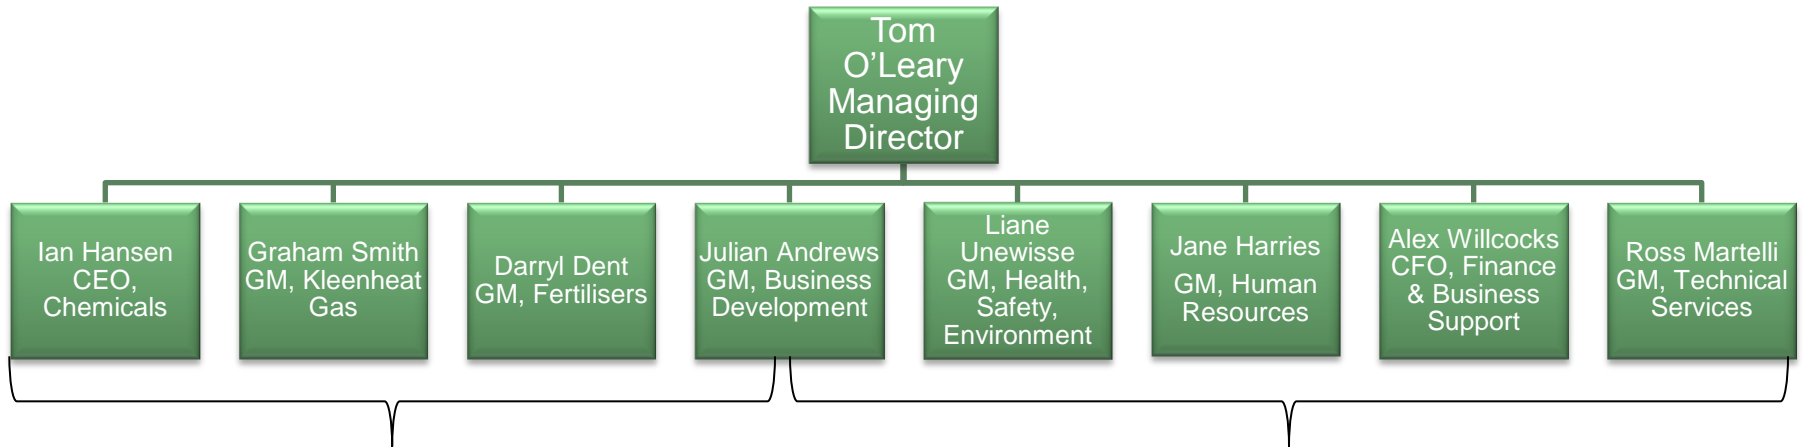 Tom
O’Leary
Managing
Director
Ian Hansen
CEO,
Chemicals
Graham Smith
GM, Kleenheat
Gas
Darryl Dent
GM, Fertilisers
Julian Andrews
GM, Business
Development
Liane
Unewisse
GM, Health,
Safety,
Environment
Jane Harries
GM, Human
Resources
Alex Willcocks
CFO, Finance
& Business
Support
Ross Martelli
GM, Technical
Services